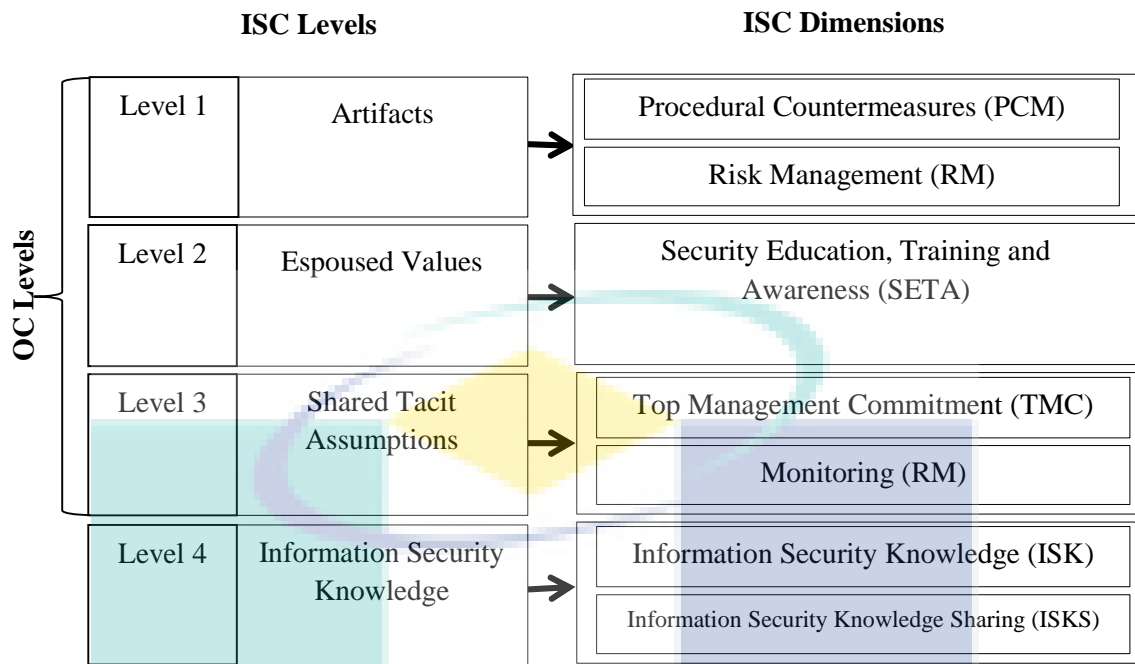 ISC Levels
ISC Dimensions
OC Levels
Level 1
Artifacts
Procedural Countermeasures (PCM)
Risk Management (RM)
Level 2
Espoused Values
Security Education, Training and
Awareness (SETA)
Level 3
Shared Tacit
Assumptions
Top Management Commitment (TMC)
Monitoring (RM)
Level 4
Information Security
Knowledge
Information Security Knowledge (ISK)
Information Security Knowledge Sharing (ISKS)